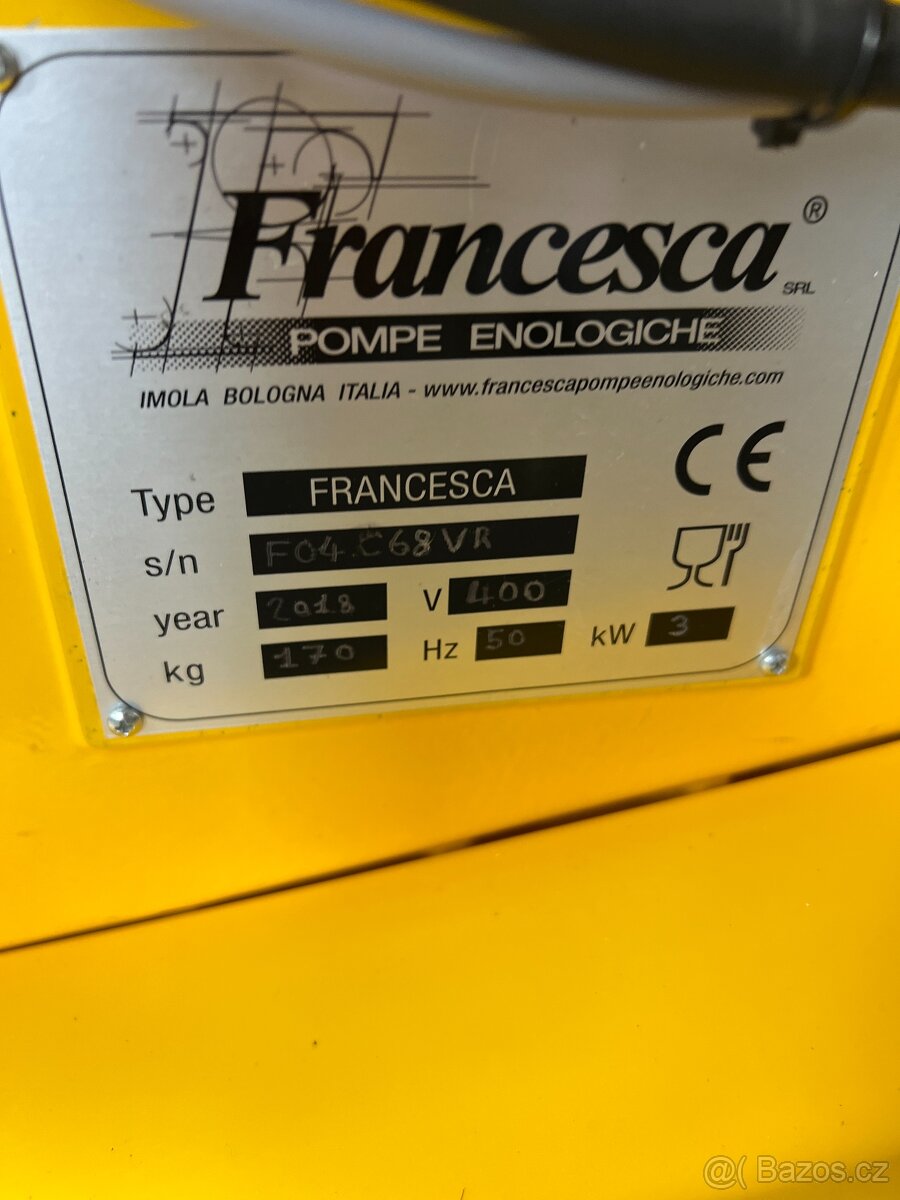 Francesca®
SRL
POMPE ENOLOGICHE
IMOLA BOLOGNA ITALIA - www.francescapompeenologiche.com
CE
Type FRANCESCA
s/n F04.C68VR
year 2018 V 400
kg 170 Hz 50 kW 3
@( Bazos.cz